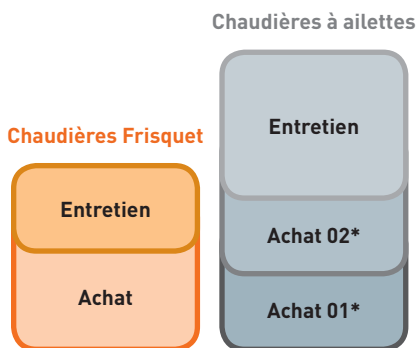 Chaudières à ailettes
Chaudières Frisquet
Entretien
Entretien
Achat 02*
Achat
Achat 01*